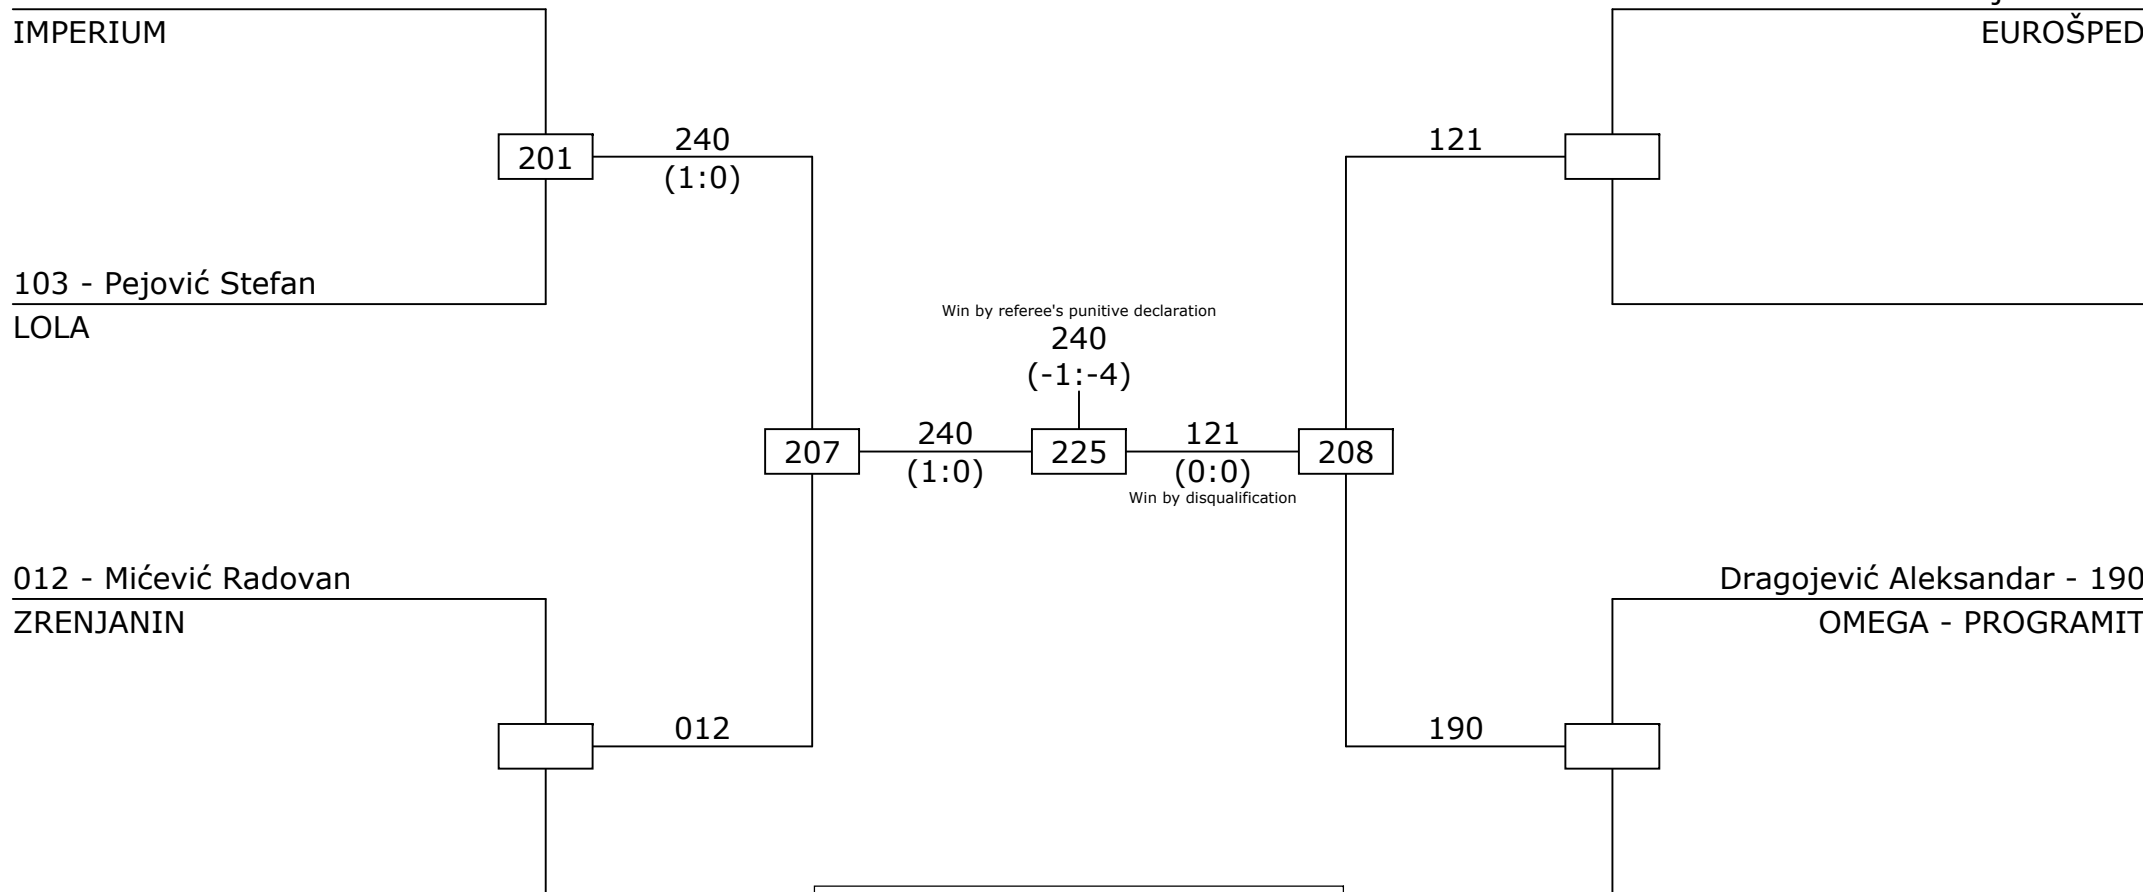 IMPERIUM
EUROŠPED
240
121
201
(1:0)
103 - Pejović Stefan
LOLA
Win by referee's punitive declaration
240
(-1:-4)
240
121
207
225
208
(1:0)
(0:0)
Win by disqualification
012 - Mićević Radovan
Dragojević Aleksandar - 190
ZRENJANIN
OMEGA - PROGRAMIT
012
190